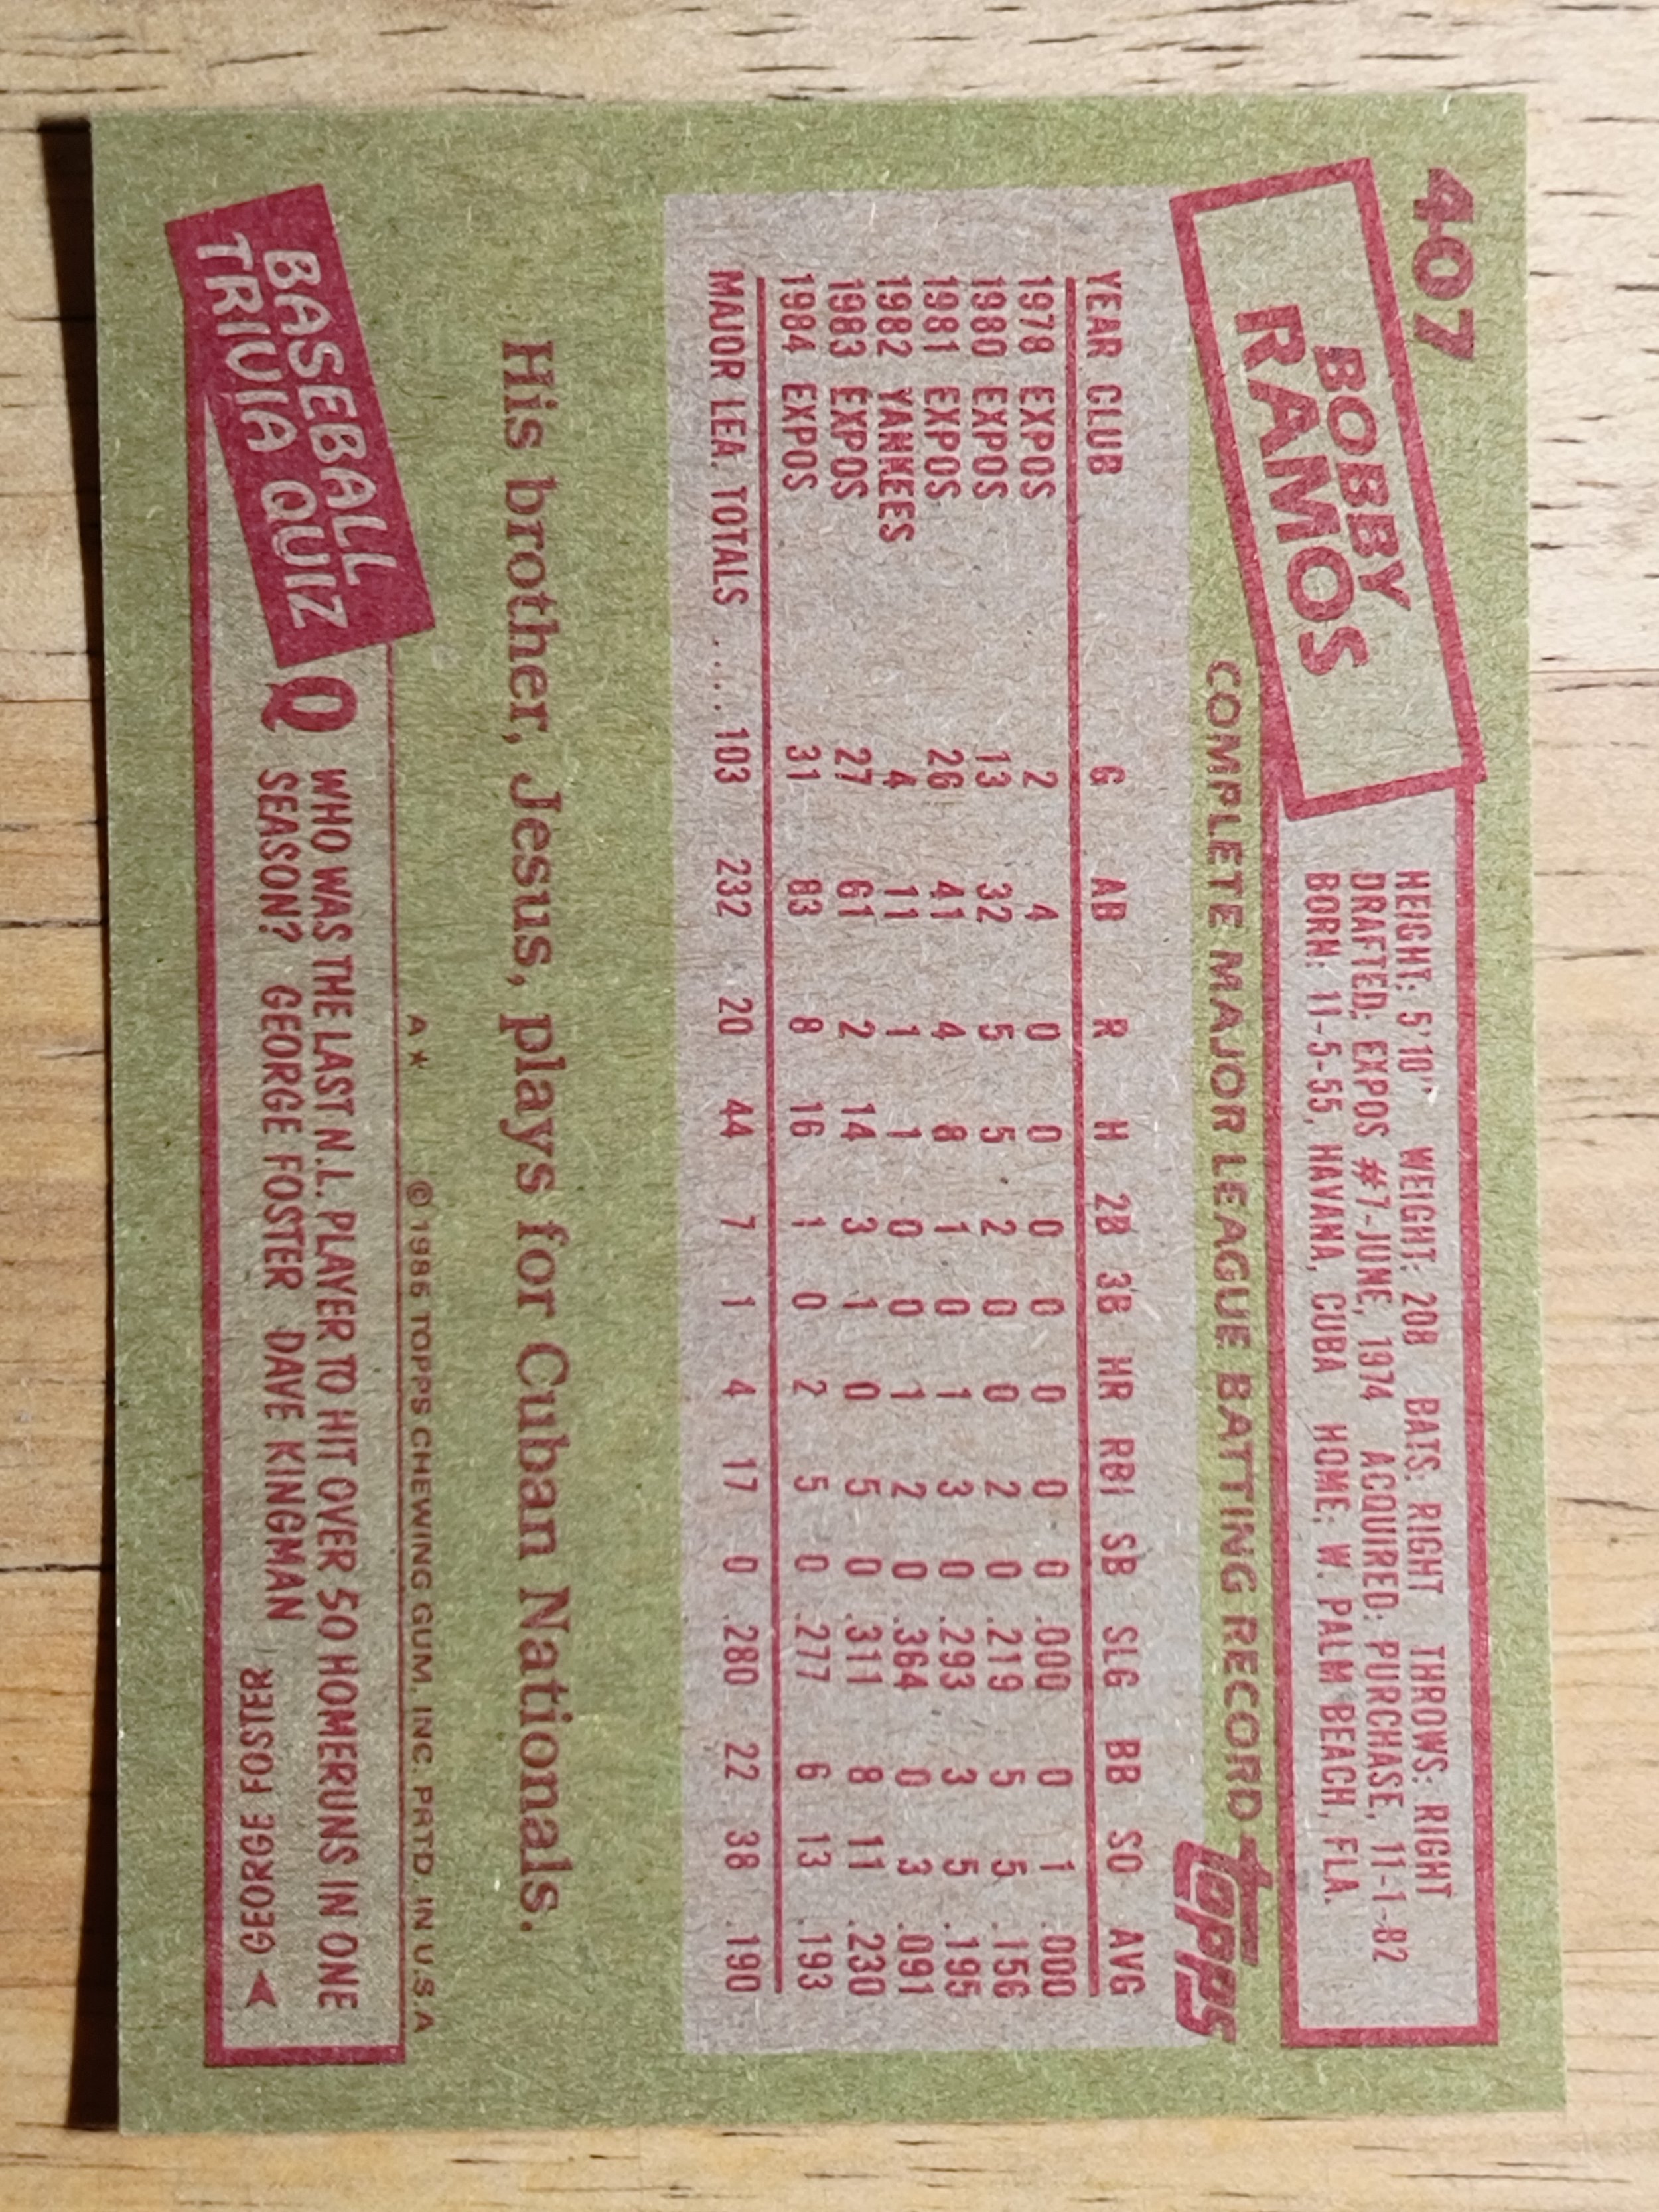 407
BOBBY
RAMOS
HEIGHT: 5'10" WEIGHT: 208 BATS: RIGHT THROWS: RIGHT
DRAFTED: EXPOS #7-JUNE, 1974 ACQUIRED: PURCHASE, 11-1-82
BORN: 11-5-55, HAVANA, CUBA HOME: W. PALM BEACH, FLA.
COMPLETE MAJOR LEAGUE BATTING RECORD
topps
YEAR CLUB G AB R H 2B 3B HR RBI SB SLG BB SO AVG
1978 EXPOS 2 4 0 0 0 0 0 0 0 .000 0 1 .000
1980 EXPOS 13 32 5 5 2 0 0 2 0 .219 5 5 .156
1981 EXPOS 26 41 4 8 1 0 1 3 0 .293 3 5 .195
1982 YANKEES 4 11 1 1 0 0 1 2 0 .364 0 3 .091
1983 EXPOS 27 61 2 14 3 1 0 5 0 .311 8 11 .230
1984 EXPOS 31 83 8 16 1 0 2 5 0 .277 6 13 .193
MAJOR LEA. TOTALS ..... 103 232 20 44 7 1 4 17 0 .280 22 38 .190
His brother, Jesus, plays for Cuban Nationals.
A* © 1985 TOPPS CHEWING GUM, INC. PRTD. IN U.S.A
BASEBALL
TRIVIA QUIZ
Q WHO WAS THE LAST N.L. PLAYER TO HIT OVER 50 HOMERUNS IN ONE
SEASON? GEORGE FOSTER DAVE KINGMAN
GEORGE FOSTER